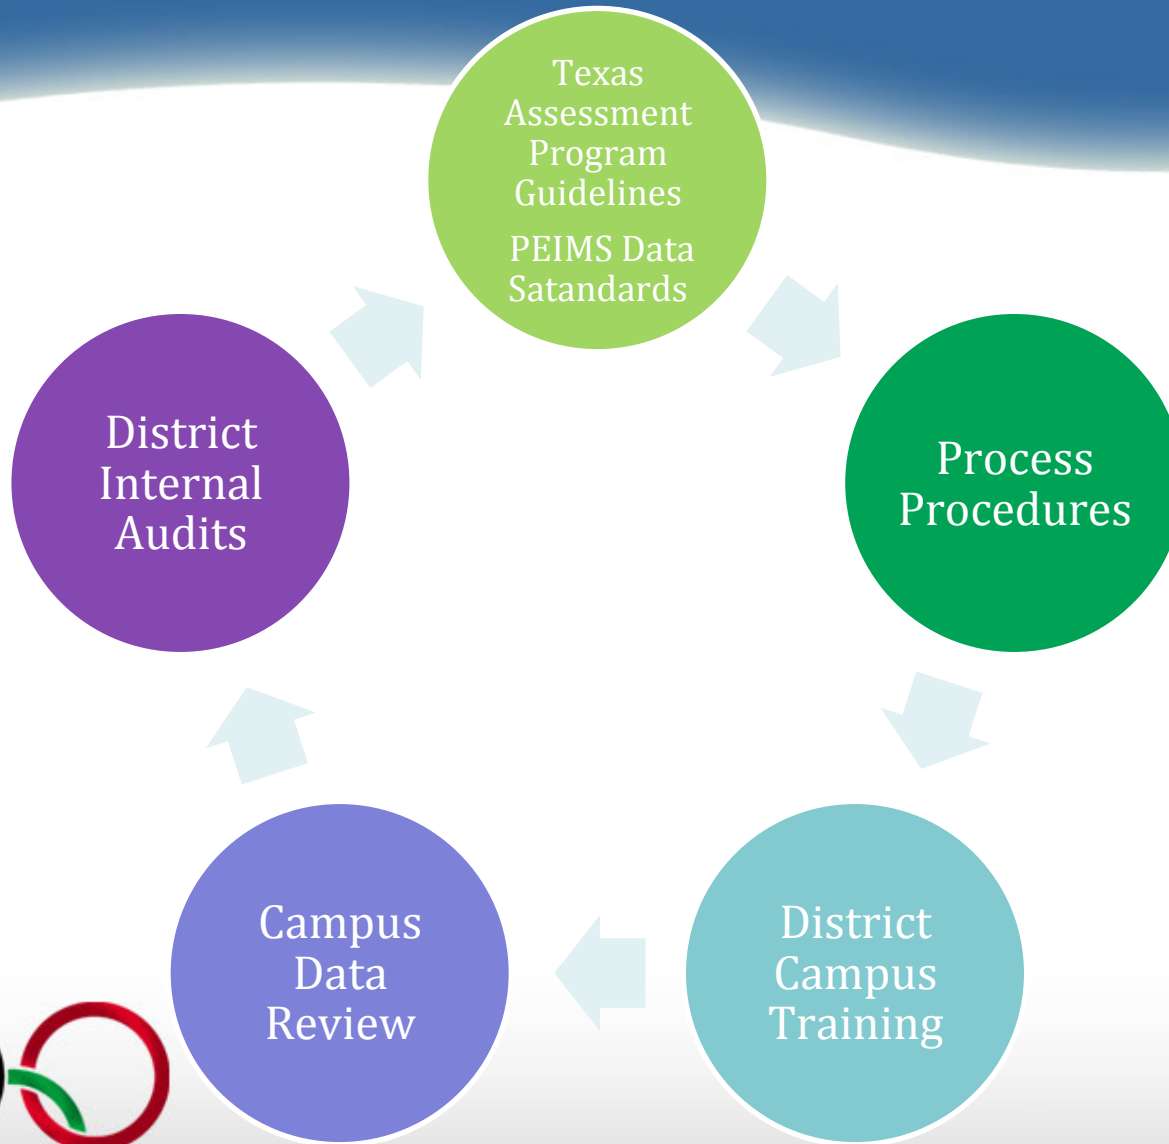 Texas
Assessment
Program
Guidelines
PEIMS Data
Satandards
Process
Procedures
District
Campus
Training
Campus
Data
Review
District
Internal
Audits